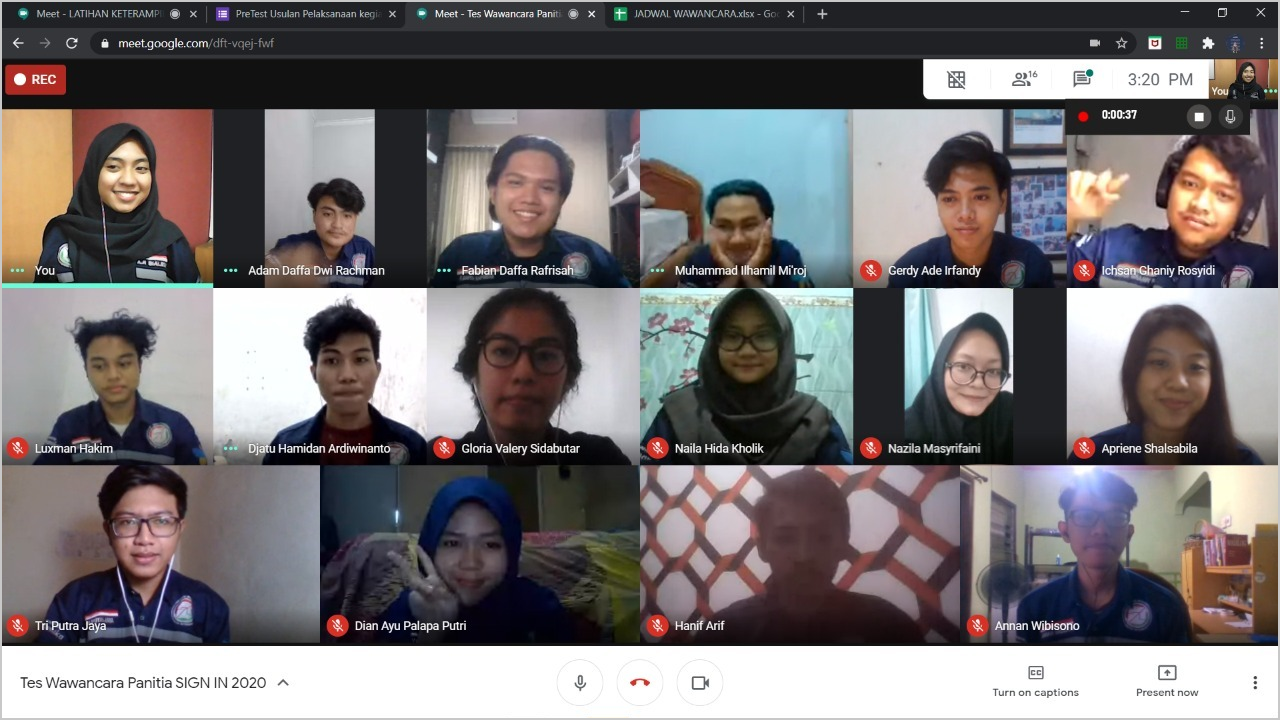 Meet - LATIHAN KETERAMPI
PreTest Usulan Pelaksanaan kegia
Meet - Tes Wawancara Paniti
JADWAL WAWANCARA.xlsx - Goo
meet.google.com/dft-vqej-fwf
REC
16
3:20 PM
You
0:00:37
You
Adam Daffa Dwi Rachman
Fabian Daffa Rafrisah
Muhammad Ilhamil Mi'roj
Gerdy Ade Irfandy
Ichsan Ghaniy Rosyidi
Luxman Hakim
Djatu Hamidan Ardiwinanto
Gloria Valery Sidabutar
Naila Hida Kholik
Nazila Masyrifaini
Apriene Shalsabila
Tri Putra Jaya
Dian Ayu Palapa Putri
Hanif Arif
Annan Wibisono
Tes Wawancara Panitia SIGN IN 2020
CC
Turn on captions
Present now